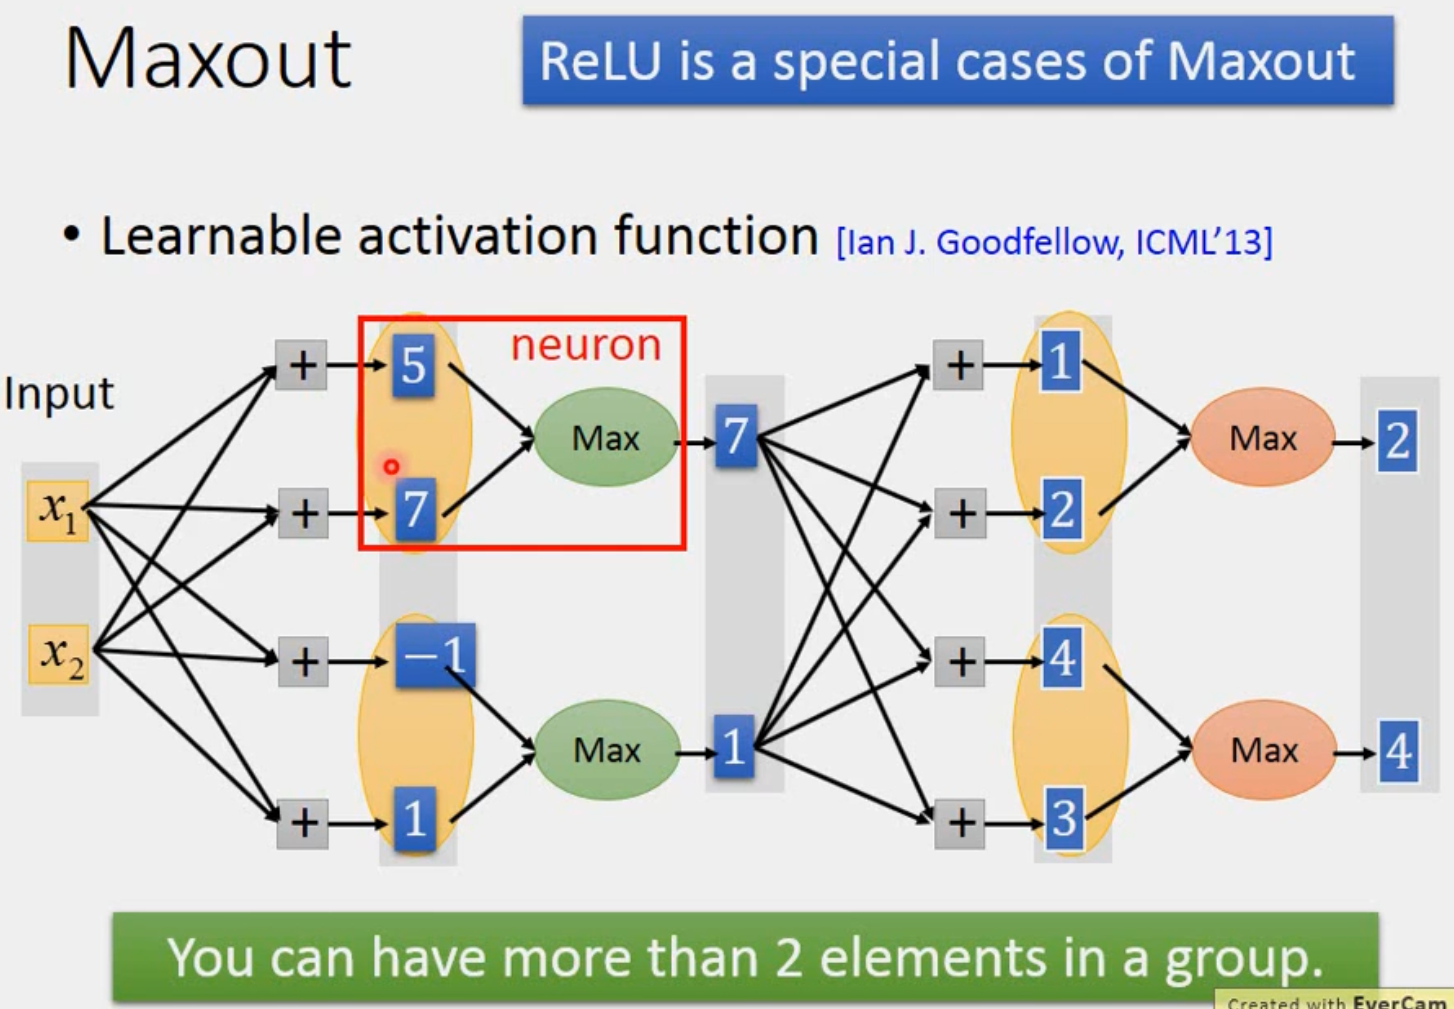 Maxout
ReLU is a special cases of Maxout
• Learnable activation function [Ian J. Goodfellow, ICML’13]
Input
neuron
x₁
x₂
+
+
+
+
5
7
−1
1
Max
Max
7
1
+
+
+
+
1
2
4
3
Max
Max
2
4
You can have more than 2 elements in a group.
Created with EverCam